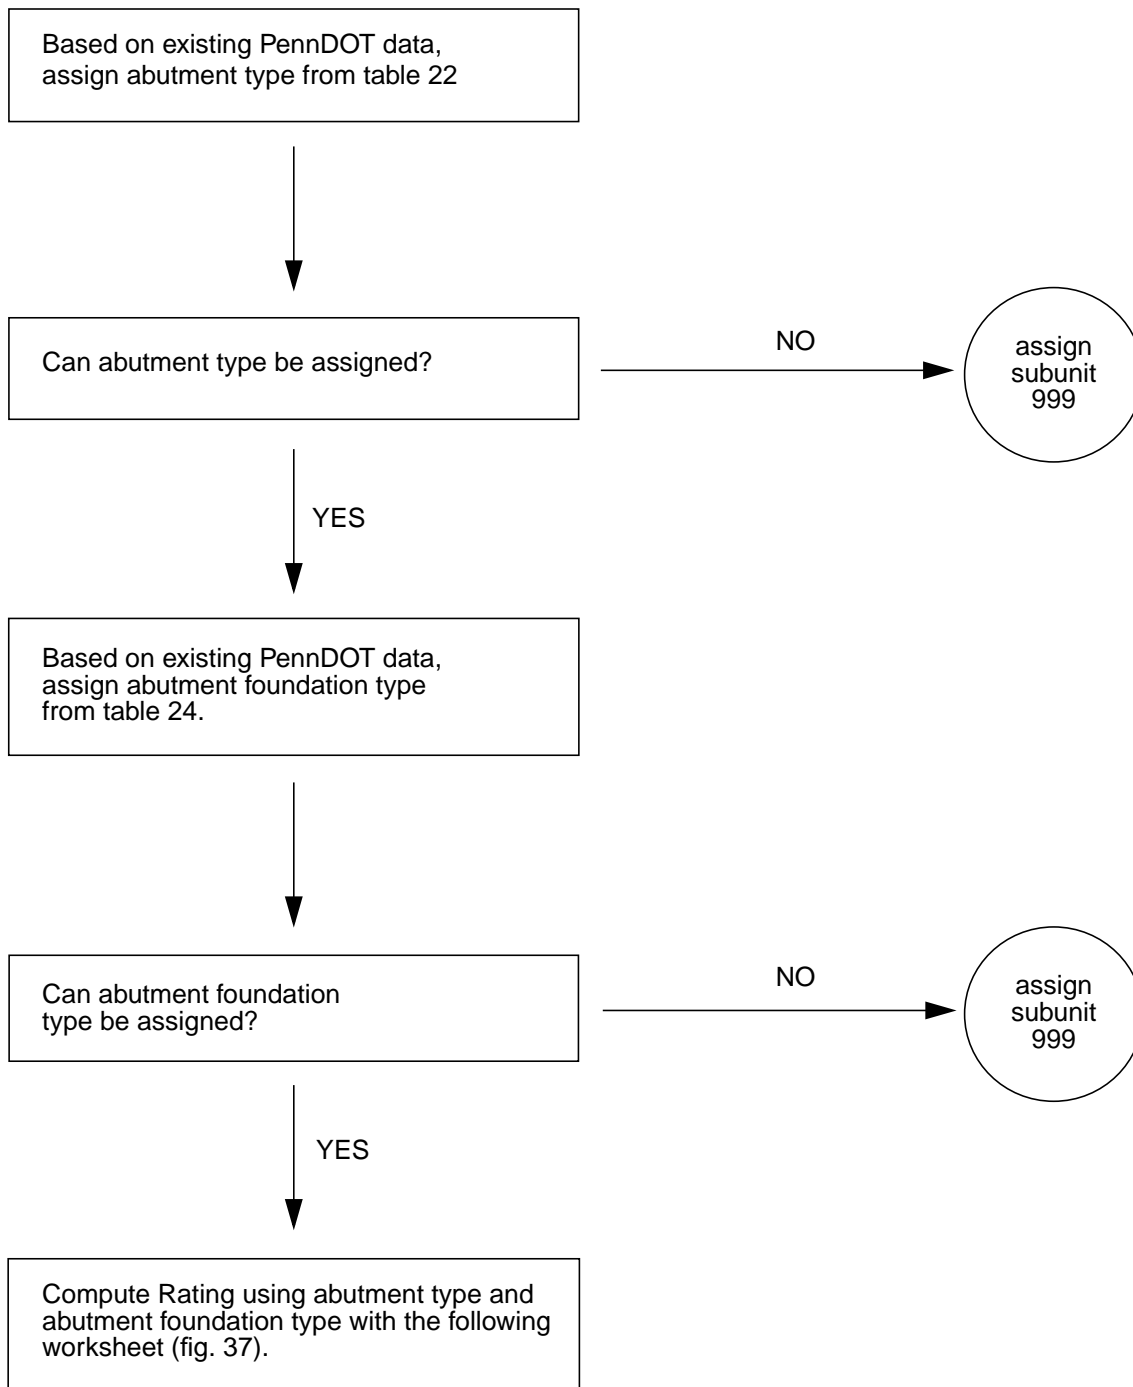 Based on existing PennDOT data,
assign abutment type from table 22
Can abutment type be assigned?
NO
assign
subunit
999
YES
Based on existing PennDOT data,
assign abutment foundation type
from table 24.
Can abutment foundation
type be assigned?
NO
assign
subunit
999
YES
Compute Rating using abutment type and
abutment foundation type with the following
worksheet (fig. 37).